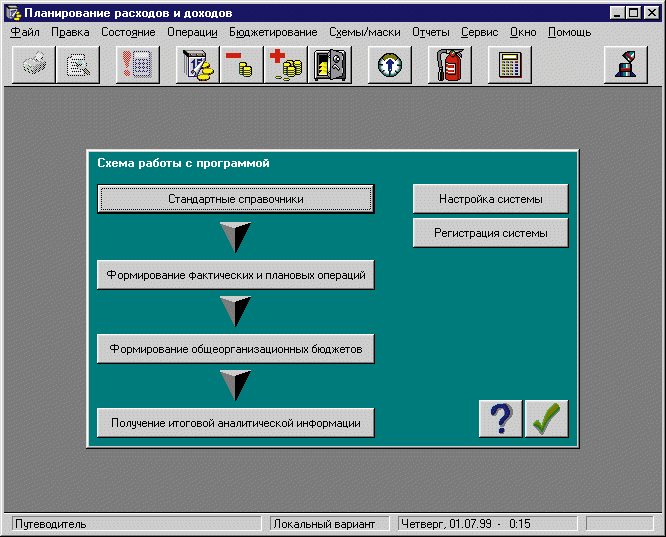 Планирование расходов и доходов
Файл Правка Состояние Операции Бюджетирование Схемы/маски Отчеты Сервис Окно Помощь
Схема работы с программой
Стандартные справочники
Настройка системы
Регистрация системы
Формирование фактических и плановых операций
Формирование общеорганизационных бюджетов
Получение итоговой аналитической информации
Путеводитель
Локальный вариант
Четверг, 01.07.99 - 0:15